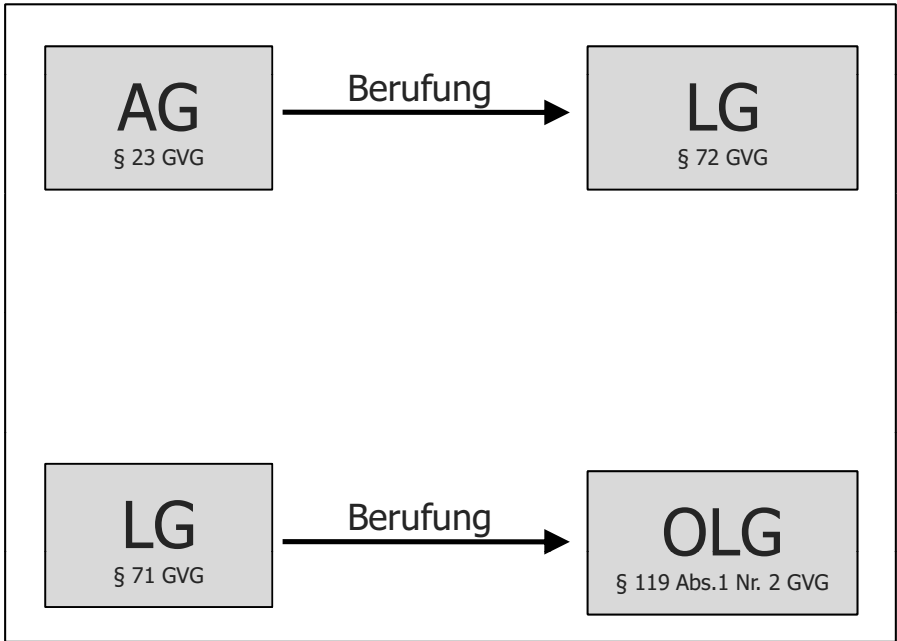 AG
§ 23 GVG
Berufung
LG
§ 72 GVG
LG
§ 71 GVG
Berufung
OLG
§ 119 Abs.1 Nr. 2 GVG